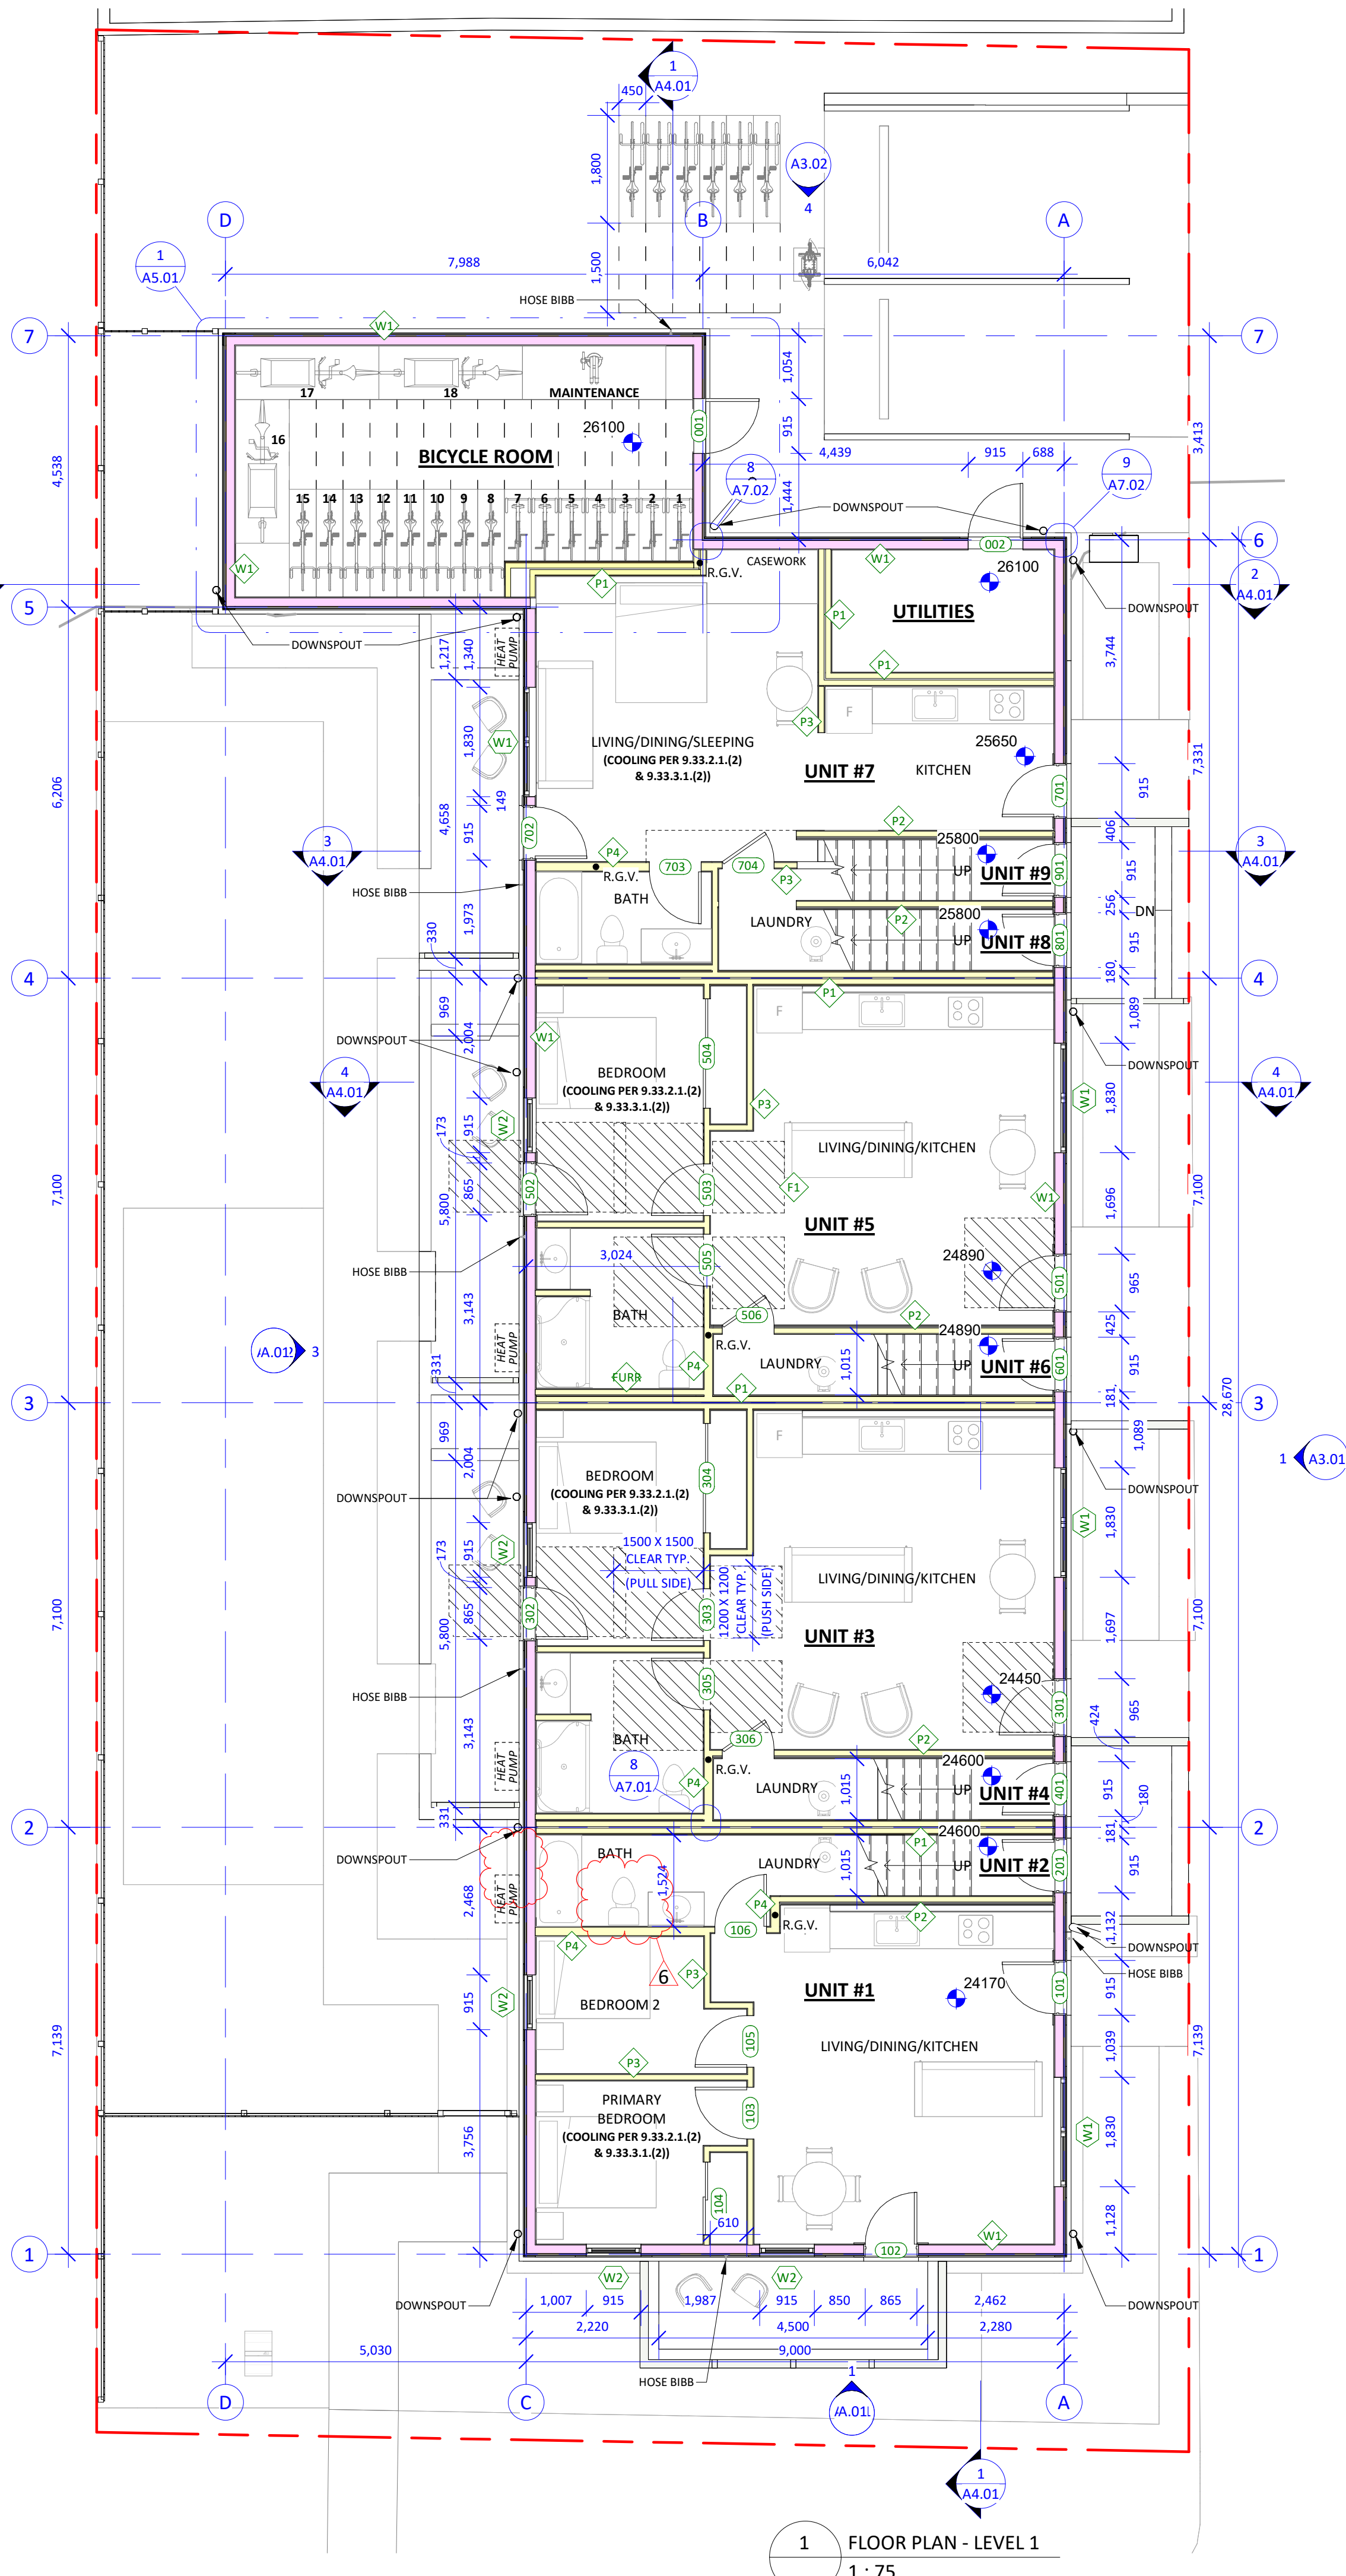 1
A4.01
450
1,800
A3.02
4
D
B
A
1
A5.01
7,988
6,042
1,500
HOSE BIBB
7
W1
7
17
18
MAINTENANCE
1,054
16
26100
001
915
3,413
BICYCLE ROOM
4,439
915
688
9
A7.02
4,538
8
A7.02
15
14
13
12
11
10
9
8
7
6
5
4
3
2
1
1,444
DOWNSPOUT
6
002
W1
P1
R.G.V.
CASEWORK
W1
26100
2
A4.01
5
DOWNSPOUT
UTILITIES
P1
DOWNSPOUT
1,217
1,340
HEAT
PUMP
P1
3,744
F
P3
W1
1,830
LIVING/DINING/SLEEPING
(COOLING PER 9.33.2.1.(2)
& 9.33.3.1.(2))
25650
UNIT #7
KITCHEN
7,331
701
915
6,206
149
4,658
915
702
P2
406
3
A4.01
25800
3
A4.01
P4
703
704
UP
UNIT #9
901
915
HOSE BIBB
R.G.V.
P3
BATH
256
DN
1,973
LAUNDRY
P2
25800
UP
UNIT #8
801
915
330
180
4
P1
4
969
F
1,089
W1
DOWNSPOUT
2,004
504
BEDROOM
(COOLING PER 9.33.2.1.(2)
& 9.33.3.1.(2))
DOWNSPOUT
4
A4.01
4
A4.01
P3
W1
1,830
W2
173
915
LIVING/DINING/KITCHEN
7,100
865
5,800
502
503
F1
W1
1,696
7,100
UNIT #5
3,024
24890
505
HOSE BIBB
501
965
BATH
506
P2
3,143
24890
425
A.01
3
HEAT
PUMP
R.G.V.
LAUNDRY
1,015
UP
UNIT #6
601
915
331
P4
FURR
P1
181
3
3
28,670
969
F
1,089
2,004
BEDROOM
(COOLING PER 9.33.2.1.(2)
& 9.33.3.1.(2))
304
1
A3.01
DOWNSPOUT
DOWNSPOUT
1,830
W1
W2
173
915
1500 X 1500
CLEAR TYP.
(PULL SIDE)
1200 X 1200
(CLEAR TYP.
(PUSH SIDE)
LIVING/DINING/KITCHEN
7,100
865
302
303
5,800
UNIT #3
1,697
7,100
305
24450
HOSE BIBB
301
965
424
BATH
306
P2
3,143
8
A7.01
R.G.V.
24600
HEAT
PUMP
P4
LAUNDRY
1,015
UP
UNIT #4
401
915
180
331
2
24600
181
2
DOWNSPOUT
BATH
P1
1,524
LAUNDRY
1,015
UP
UNIT #2
201
915
2,468
HEAT
PUMP
P4
R.G.V.
P2
106
1,132
P4
DOWNSPOUT
HOSE BIBB
P3
6
UNIT #1
24170
101
915
W2
915
BEDROOM 2
7,139
105
LIVING/DINING/KITCHEN
1,039
7,139
P3
PRIMARY
BEDROOM
(COOLING PER 9.33.2.1.(2)
& 9.33.3.1.(2))
103
1,830
W1
3,756
104
610
W1
1,128
1
102
1
W2
W2
DOWNSPOUT
1,007
915
1,987
915
850
865
2,462
DOWNSPOUT
2,220
4,500
2,280
5,030
9,000
HOSE BIBB
1
A.01
D
C
A
1
A4.01
1
FLOOR PLAN - LEVEL 1
1 : 75